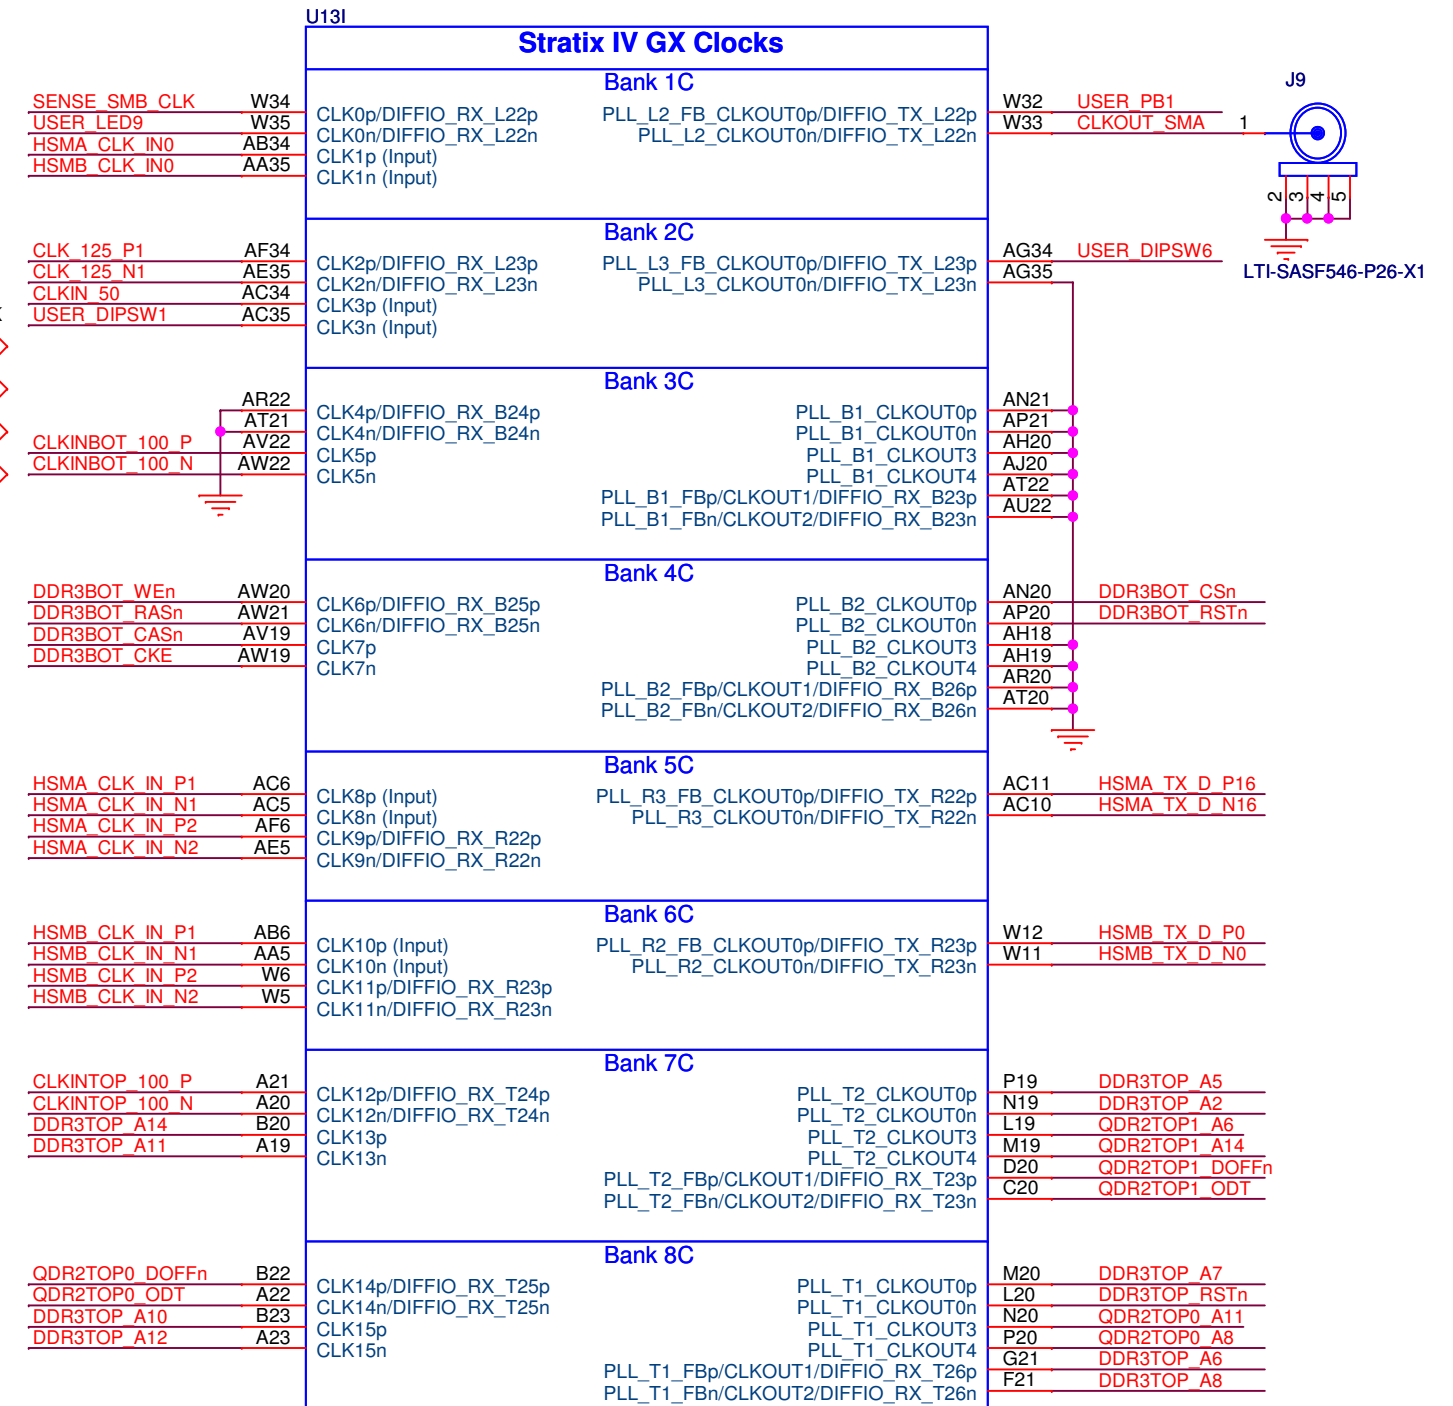 U13I
Stratix IV GX Clocks
J9
Bank 1C
SENSE_SMB_CLK W34 CLK0p/DIFFIO_RX_L22p PLL_L2_FB_CLKOUT0p/DIFFIO_TX_L22p W32 USER_PB1
USER_LED9 W35 CLK0n/DIFFIO_RX_L22n PLL_L2_CLKOUT0n/DIFFIO_TX_L22n W33 CLKOUT_SMA 1
HSMA_CLK_IN0 AB34 CLK1p (Input)
HSMB_CLK_IN0 AA35 CLK1n (Input)
2 3 4 5
Bank 2C
CLK_125_P1 AF34 CLK2p/DIFFIO_RX_L23p PLL_L3_FB_CLKOUT0p/DIFFIO_TX_L23p AG34 USER_DIPSW6
CLK_125_N1 AE35 CLK2n/DIFFIO_RX_L23n PLL_L3_CLKOUT0n/DIFFIO_TX_L23n AG35
LTI-SASF546-P26-X1
CLKIN_50 AC34 CLK3p (Input)
USER_DIPSW1 AC35 CLK3n (Input)
Bank 3C
AR22 CLK4p/DIFFIO_RX_B24p PLL_B1_CLKOUT0p AN21
AT21 CLK4n/DIFFIO_RX_B24n PLL_B1_CLKOUT0n AP21
CLKINBOT_100_P AV22 CLK5p PLL_B1_CLKOUT3 AH20
CLKINBOT_100_N AW22 CLK5n PLL_B1_CLKOUT4 AJ20
PLL_B1_FBp/CLKOUT1/DIFFIO_RX_B23p AT22
PLL_B1_FBn/CLKOUT2/DIFFIO_RX_B23n AU22
Bank 4C
DDR3BOT_WEn AW20 CLK6p/DIFFIO_RX_B25p PLL_B2_CLKOUT0p AN20 DDR3BOT_CSn
DDR3BOT_RASn AW21 CLK6n/DIFFIO_RX_B25n PLL_B2_CLKOUT0n AP20 DDR3BOT_RSTn
DDR3BOT_CASn AV19 CLK7p PLL_B2_CLKOUT3 AH18
DDR3BOT_CKE AW19 CLK7n PLL_B2_CLKOUT4 AH19
PLL_B2_FBp/CLKOUT1/DIFFIO_RX_B26p AR20
PLL_B2_FBn/CLKOUT2/DIFFIO_RX_B26n AT20
Bank 5C
HSMA_CLK_IN_P1 AC6 CLK8p (Input) PLL_R3_FB_CLKOUT0p/DIFFIO_TX_R22p AC11 HSMA_TX_D_P16
HSMA_CLK_IN_N1 AC5 CLK8n (Input) PLL_R3_CLKOUT0n/DIFFIO_TX_R22n AC10 HSMA_TX_D_N16
HSMA_CLK_IN_P2 AF6 CLK9p/DIFFIO_RX_R22p
HSMA_CLK_IN_N2 AE5 CLK9n/DIFFIO_RX_R22n
Bank 6C
HSMB_CLK_IN_P1 AB6 CLK10p (Input) PLL_R2_FB_CLKOUT0p/DIFFIO_TX_R23p W12 HSMB_TX_D_P0
HSMB_CLK_IN_N1 AA5 CLK10n (Input) PLL_R2_CLKOUT0n/DIFFIO_TX_R23n W11 HSMB_TX_D_N0
HSMB_CLK_IN_P2 W6 CLK11p/DIFFIO_RX_R23p
HSMB_CLK_IN_N2 W5 CLK11n/DIFFIO_RX_R23n
Bank 7C
CLKINTOP_100_P A21 CLK12p/DIFFIO_RX_T24p PLL_T2_CLKOUT0p P19 DDR3TOP_A5
CLKINTOP_100_N A20 CLK12n/DIFFIO_RX_T24n PLL_T2_CLKOUT0n N19 DDR3TOP_A2
DDR3TOP_A14 B20 CLK13p PLL_T2_CLKOUT3 L19 QDR2TOP1_A6
DDR3TOP_A11 A19 CLK13n PLL_T2_CLKOUT4 M19 QDR2TOP1_A14
PLL_T2_FBp/CLKOUT1/DIFFIO_RX_T23p D20 QDR2TOP1_DOFFn
PLL_T2_FBn/CLKOUT2/DIFFIO_RX_T23n C20 QDR2TOP1_ODT
Bank 8C
QDR2TOP0_DOFFn B22 CLK14p/DIFFIO_RX_T25p PLL_T1_CLKOUT0p M20 DDR3TOP_A7
QDR2TOP0_ODT A22 CLK14n/DIFFIO_RX_T25n PLL_T1_CLKOUT0n L20 DDR3TOP_RSTn
DDR3TOP_A10 B23 CLK15p PLL_T1_CLKOUT3 N20 QDR2TOP0_A11
DDR3TOP_A12 A23 CLK15n PLL_T1_CLKOUT4 P20 QDR2TOP0_A8
PLL_T1_FBp/CLKOUT1/DIFFIO_RX_T26p G21 DDR3TOP_A6
PLL_T1_FBn/CLKOUT2/DIFFIO_RX_T26n F21 DDR3TOP_A8